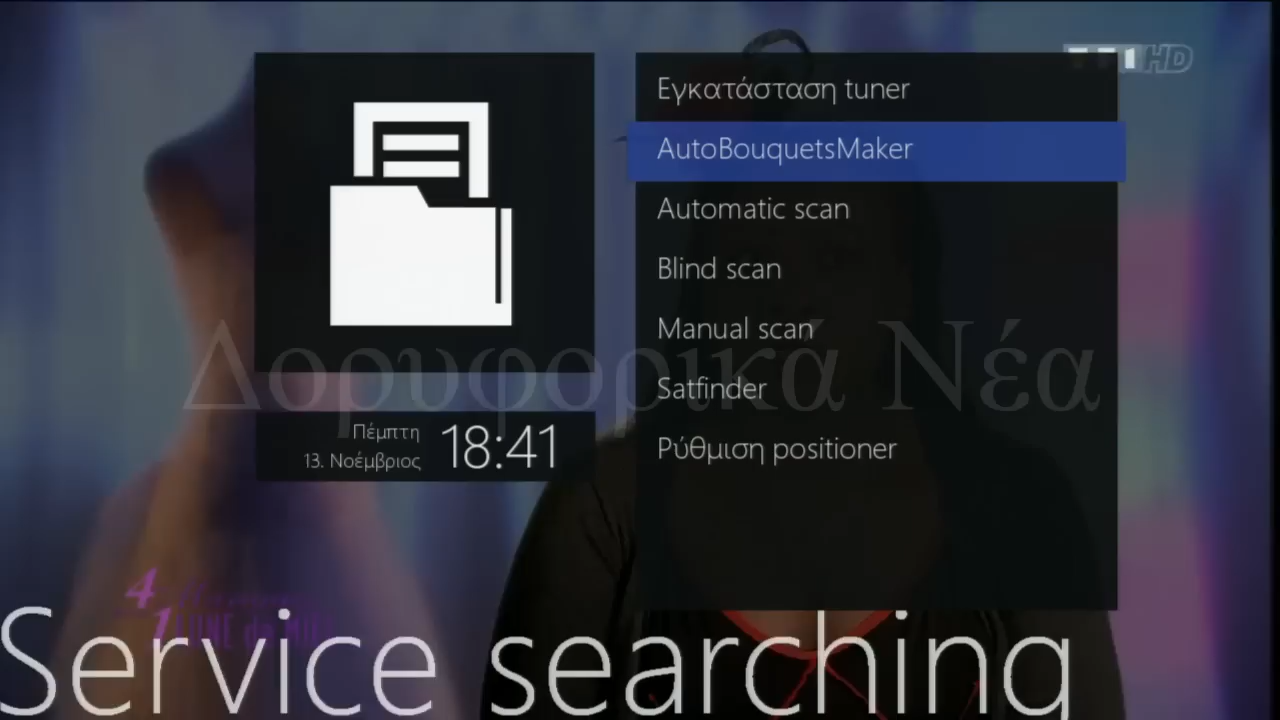 Εγκατάσταση tuner
AutoBouquetsMaker
Automatic scan
Blind scan
Manual scan
Satfinder
Ρύθμιση positioner
Δορυφορικά Νέα
Πέμπτη
13. Νοέμβριος
18:41
Service searching